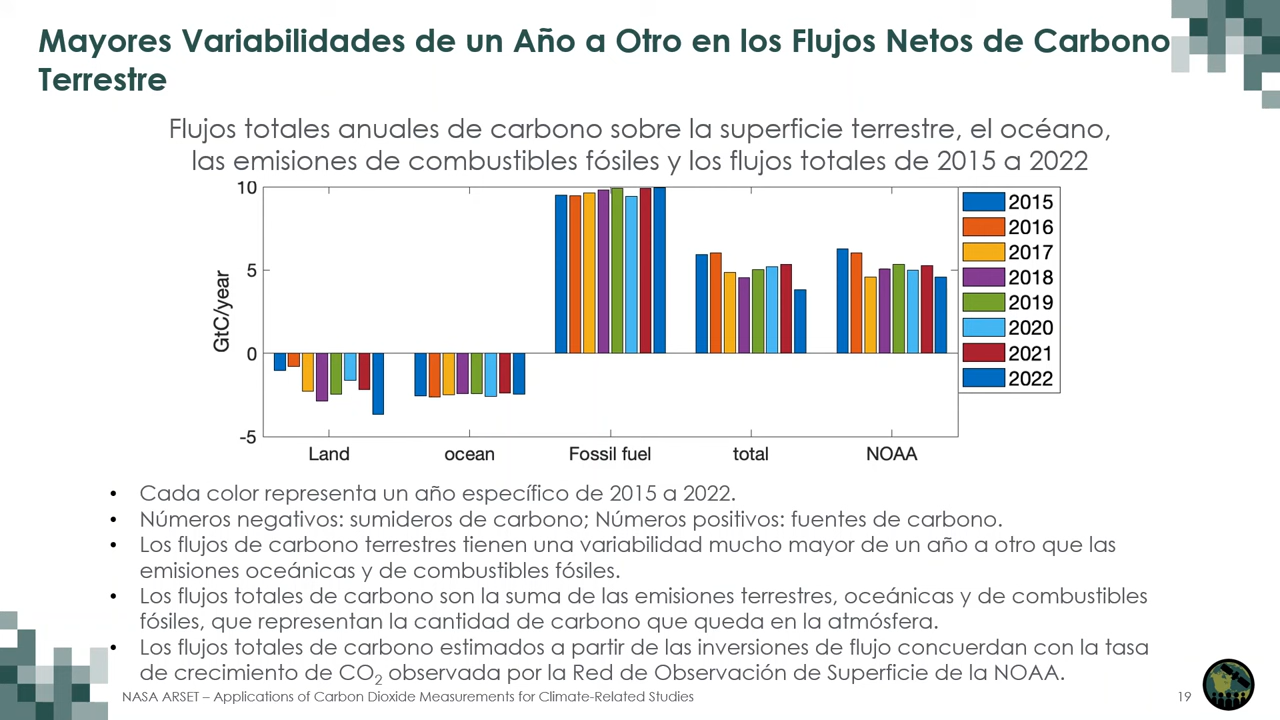 Mayores Variabilidades de un Año a Otro en los Flujos Netos de Carbono
Terrestre
Flujos totales anuales de carbono sobre la superficie terrestre, el océano,
las emisiones de combustibles fósiles y los flujos totales de 2015 a 2022
10
5
0
-5
GtC/year
Land
ocean
Fossil fuel
total
NOAA
2015
2016
2017
2018
2019
2020
2021
2022
• Cada color representa un año específico de 2015 a 2022.
• Números negativos: sumideros de carbono; Números positivos: fuentes de carbono.
• Los flujos de carbono terrestres tienen una variabilidad mucho mayor de un año a otro que las
emisiones oceánicas y de combustibles fósiles.
• Los flujos totales de carbono son la suma de las emisiones terrestres, oceánicas y de combustibles
fósiles, que representan la cantidad de carbono que queda en la atmósfera.
• Los flujos totales de carbono estimados a partir de las inversiones de flujo concuerdan con la tasa
de crecimiento de CO₂ observada por la Red de Observación de Superficie de la NOAA.
NASA ARSET – Applications of Carbon Dioxide Measurements for Climate-Related Studies
19